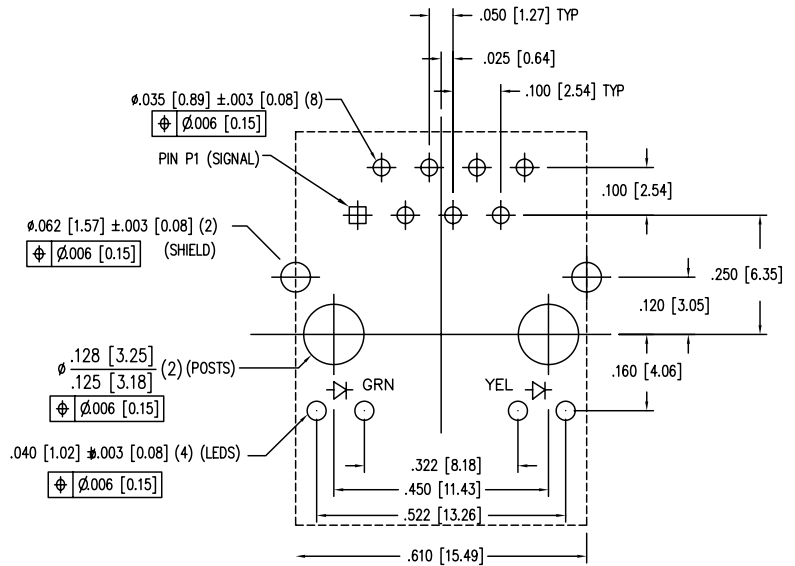 .050 [1.27] TYP
.025 [0.64]
.100 [2.54] TYP
ø.035 [0.89] ±.003 [0.08] (8)
⌖ Ø.006 [0.15]
PIN P1 (SIGNAL)
.100 [2.54]
ø.062 [1.57] ±.003 [0.08] (2)
(SHIELD)
⌖ Ø.006 [0.15]
.250 [6.35]
.120 [3.05]
ø .128 [3.25]
.125 [3.18] (2) (POSTS)
⌖ Ø.006 [0.15]
.160 [4.06]
GRN
YEL
.040 [1.02] ±.003 [0.08] (4) (LEDS)
⌖ Ø.006 [0.15]
.322 [8.18]
.450 [11.43]
.522 [13.26]
.610 [15.49]